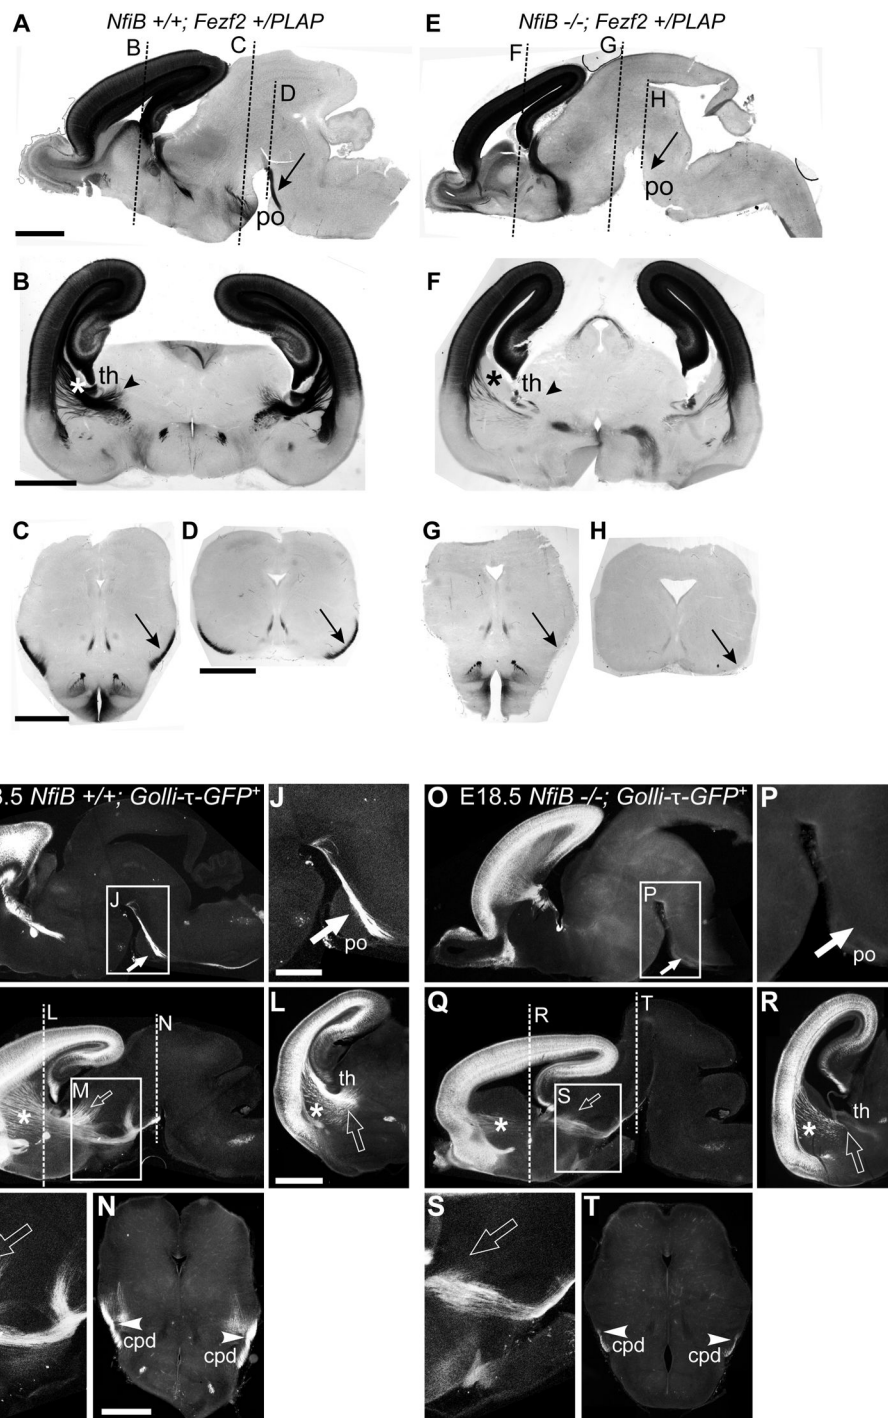 A NfiB +/+; Fezf2 +/PLAP
B C D
po
E NfiB -/-; Fezf2 +/PLAP
F G H
po
B
th
*
F
*
th
C
D
G
H
8.5 NfiB +/+; Golli-τ-GFP+
J
po
J
O E18.5 NfiB -/-; Golli-τ-GFP+
P
po
P
L N
M
*
L
th
*
Q
R T
S
*
R
th
*
N
cpd
cpd
S
T
cpd
cpd